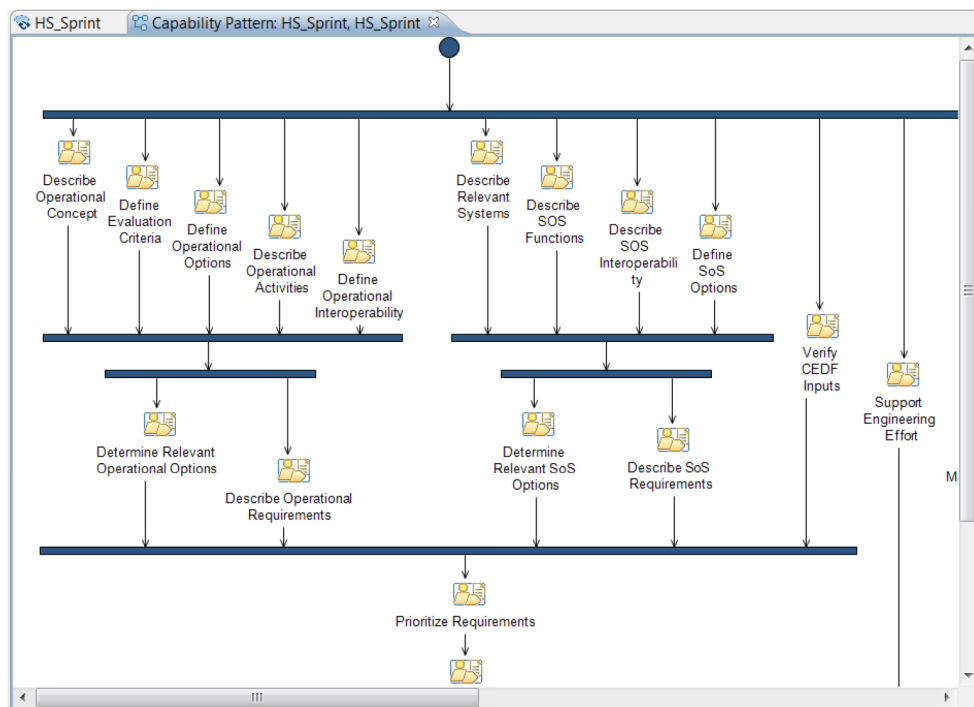 HS_Sprint
Capability Pattern: HS_Sprint, HS_Sprint
Describe
Operational
Concept
Define
Evaluation
Criteria
Define
Operational
Options
Describe
Operational
Activities
Define
Operational
Interoperability
Describe
Relevant
Systems
Describe
SOS
Functions
Describe
SOS
Interoperabili
ty
Define
SoS
Options
Verify
CEDF
Inputs
Support
Engineering
Effort
Determine Relevant
Operational Options
Describe Operational
Requirements
Determine
Relevant SoS
Options
Describe SoS
Requirements
M
Prioritize Requirements